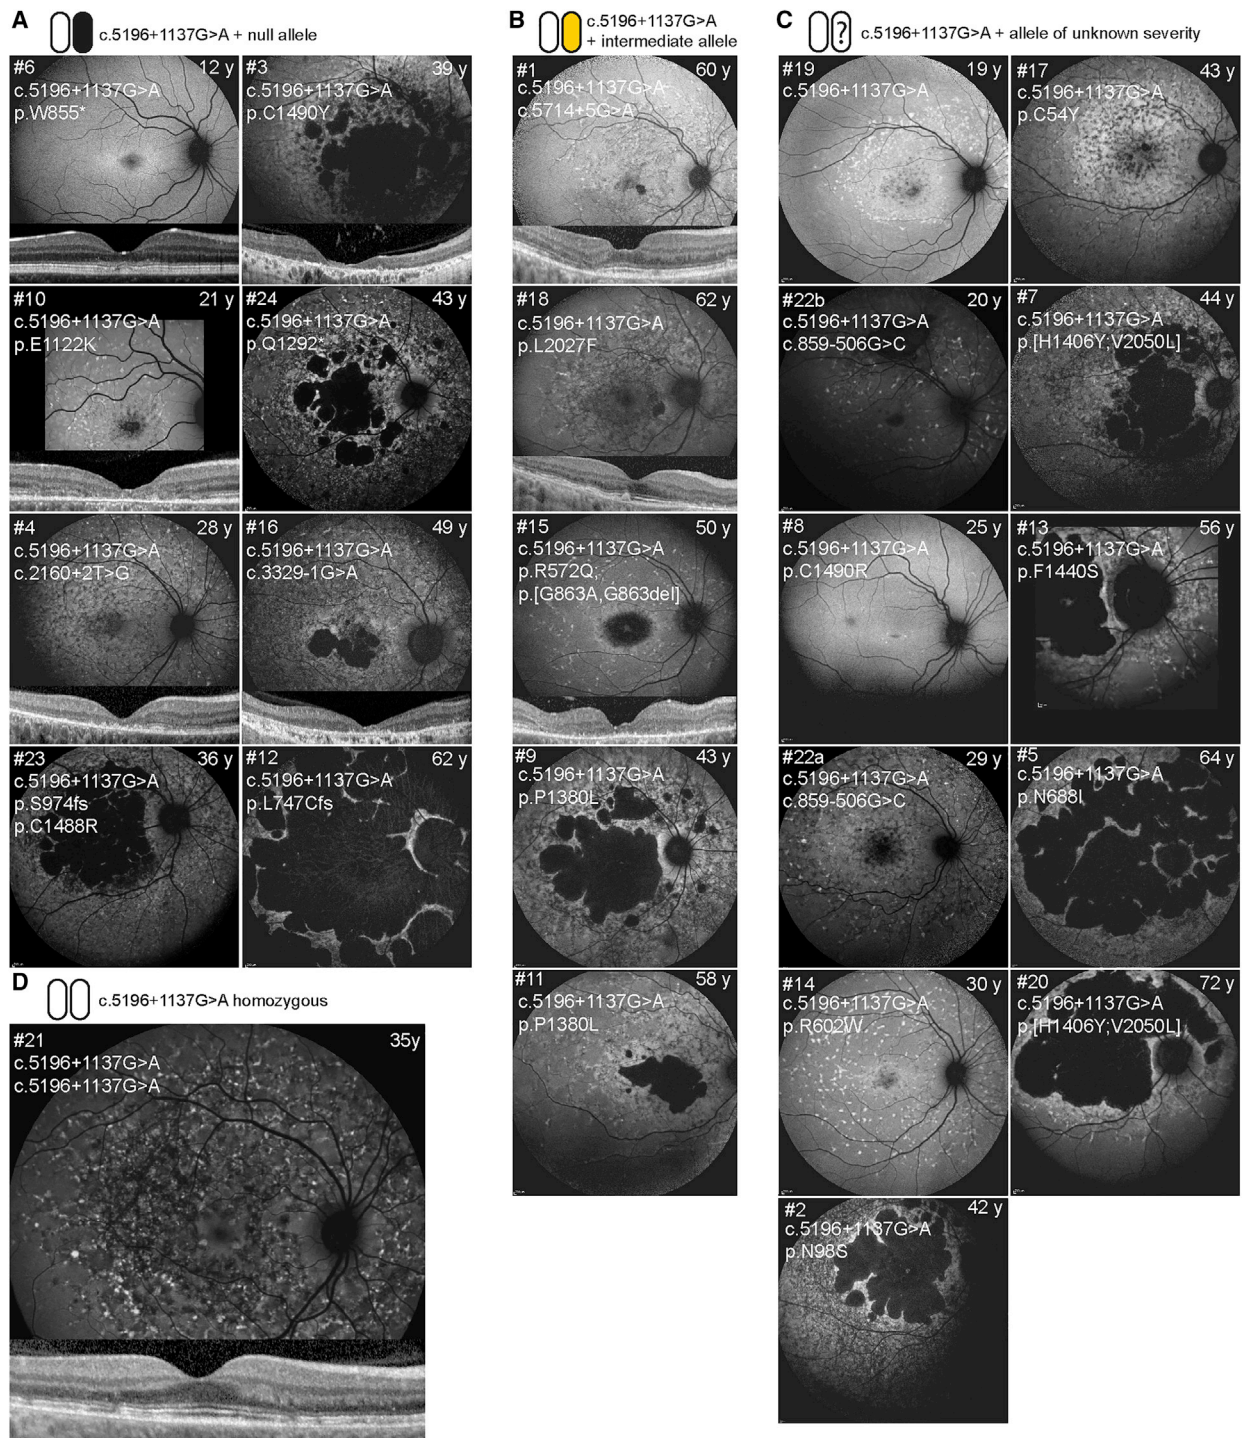 A
c.5196+1137G>A + null allele
#6 12 y
c.5196+1137G>A
p.W855*
#3 39 y
c.5196+1137G>A
p.C1490Y
#10 21 y
c.5196+1137G>A
p.E1122K
#24 43 y
c.5196+1137G>A
p.Q1292*
#4 28 y
c.5196+1137G>A
c.2160+2T>G
#16 49 y
c.5196+1137G>A
c.3329-1G>A
#23 36 y
c.5196+1137G>A
p.S974fs
p.C1488R
#12 62 y
c.5196+1137G>A
p.L747Cfs
B
c.5196+1137G>A
+ intermediate allele
#1 60 y
c.5196+1137G>A
c.5714+5G>A
#18 62 y
c.5196+1137G>A
p.L2027F
#15 50 y
c.5196+1137G>A
p.R572Q,
p.[G863A,G863del]
#9 43 y
c.5196+1137G>A
p.P1380L
#11 58 y
c.5196+1137G>A
p.P1380L
C
?
c.5196+1137G>A + allele of unknown severity
#19 19 y
c.5196+1137G>A
#17 43 y
c.5196+1137G>A
p.C54Y
#22b 20 y
c.5196+1137G>A
c.859-506G>C
#7 44 y
c.5196+1137G>A
p.[H1406Y;V2050L]
#8 25 y
c.5196+1137G>A
p.C1490R
#13 56 y
c.5196+1137G>A
p.F1440S
#22a 29 y
c.5196+1137G>A
c.859-506G>C
#5 64 y
c.5196+1137G>A
p.N688I
#14 30 y
c.5196+1137G>A
p.R602W
#20 72 y
c.5196+1137G>A
p.[H1406Y;V2050L]
#2 42 y
c.5196+1137G>A
p.N98S
D
c.5196+1137G>A homozygous
#21 35y
c.5196+1137G>A
c.5196+1137G>A